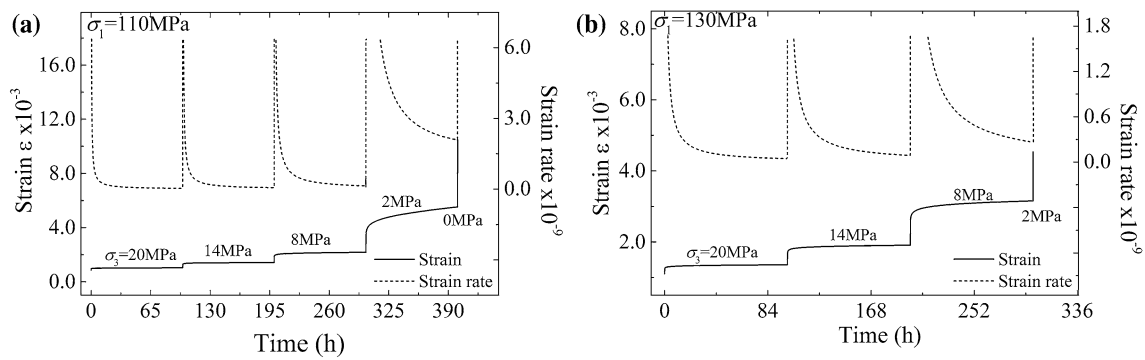 (a)
σ1=110MPa
Strain ε x10-3
16.0
12.0
8.0
4.0
0.0
6.0
3.0
0.0
Strain rate x10-9
σ3=20MPa
14MPa
8MPa
2MPa
0MPa
Strain
Strain rate
0 65 130 195 260 325 390
Time (h)
(b)
σ1=130MPa
Strain ε x10-3
8.0
6.0
4.0
2.0
1.8
1.2
0.6
0.0
Strain rate x10-9
σ3=20MPa
14MPa
8MPa
2MPa
Strain
Strain rate
0 84 168 252 336
Time (h)